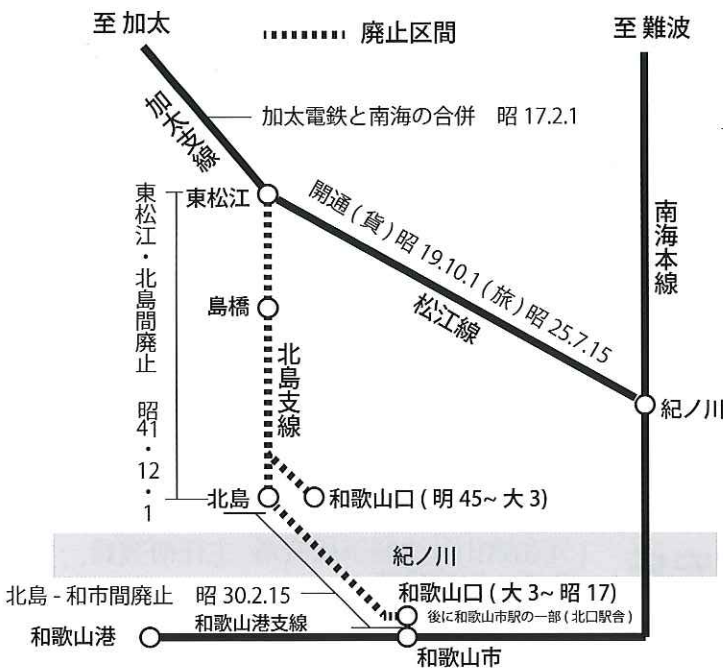 至 加太
廃止区間
至 難波
加太支線
加太電鉄と南海の合併 昭 17.2.1
東松江
開通 ( 貨 ) 昭 19.10.1 ( 旅 ) 昭 25.7.15
松江線
南海本線
東松江・北島間廃止 昭41・12・1
島橋
北島支線
紀ノ川
北島
和歌山口 ( 明 45~ 大 3)
紀ノ川
和歌山口 ( 大 3~ 昭 17)
北島 - 和市間廃止 昭 30.2.15
後に和歌山市駅の一部 ( 北口駅舎 )
和歌山港支線
和歌山港
和歌山市